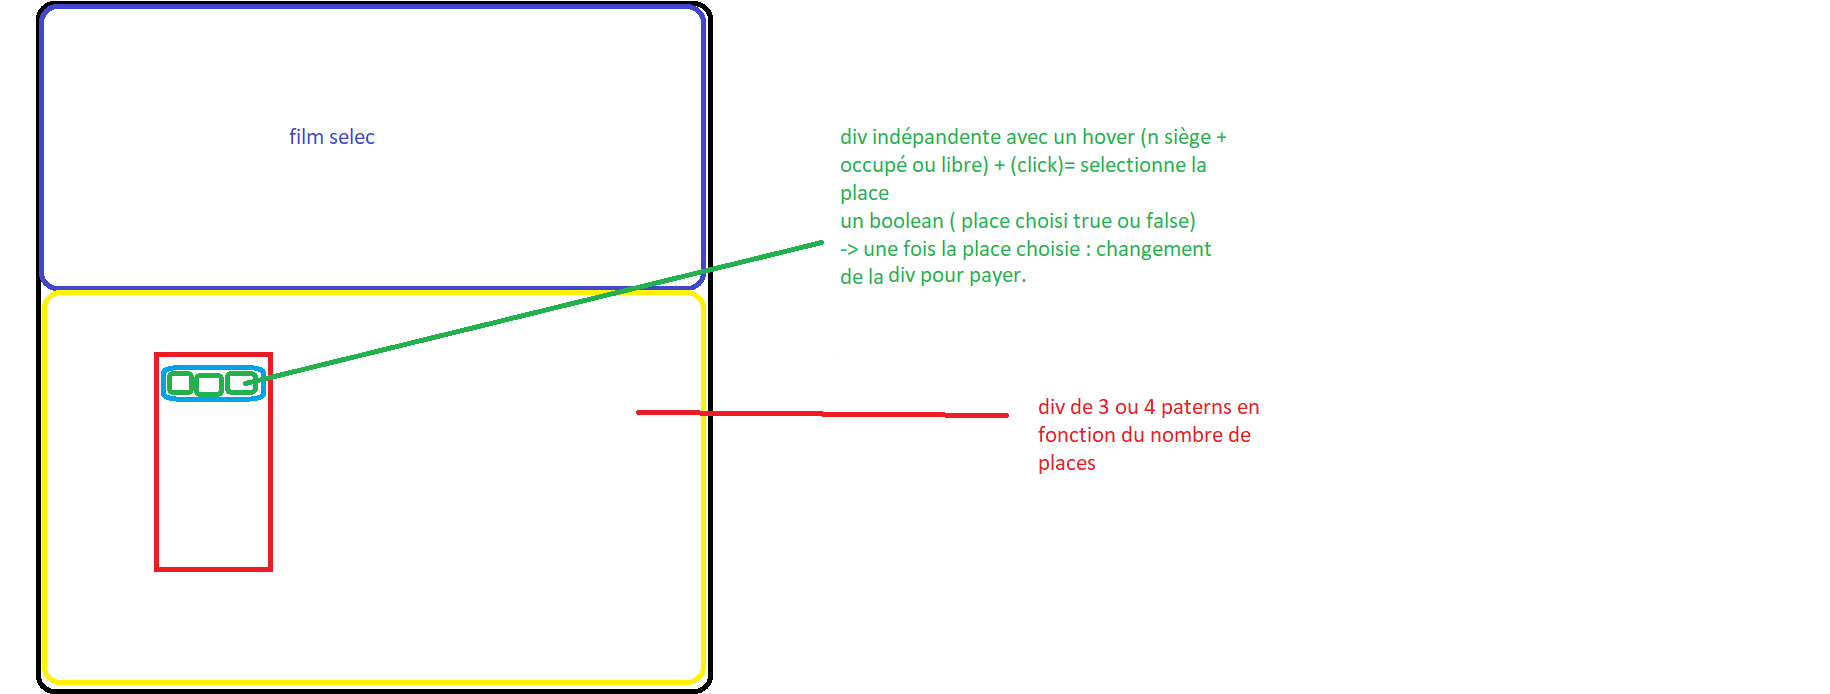 film selec
div indépandente avec un hover (n siège +
occupé ou libre) + (click)= selectionne la
place
un boolean ( place choisi true ou false)
-> une fois la place choisie : changement
de la div pour payer.
div de 3 ou 4 paterns en
fonction du nombre de
places